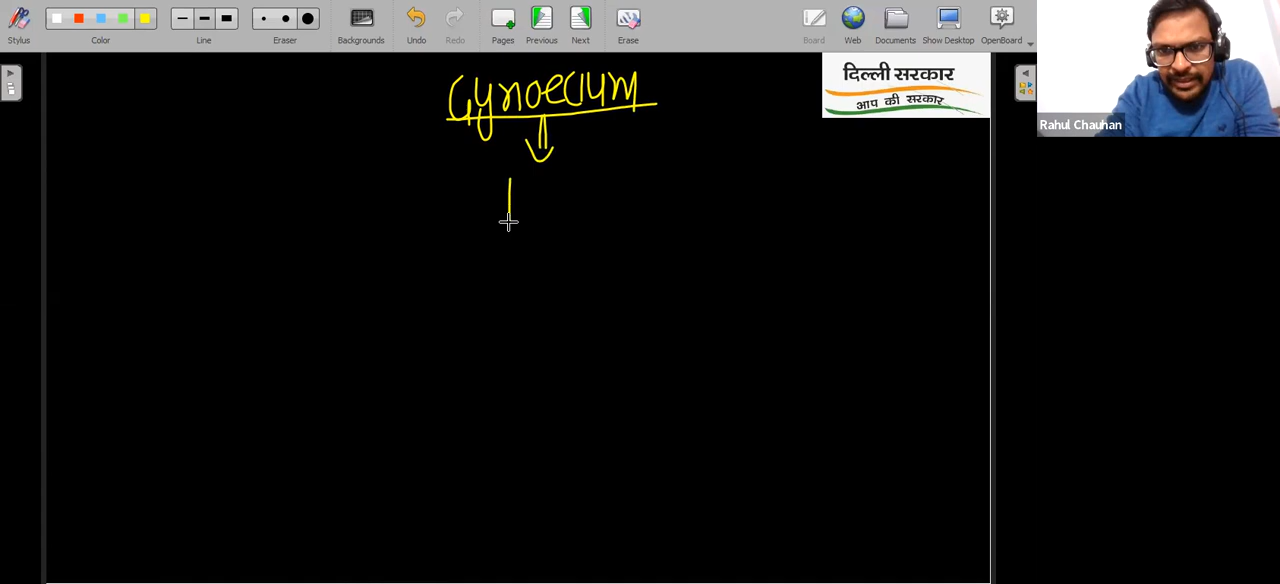 Stylus
Color
Line
Eraser
Backgrounds
Undo
Redo
Pages
Previous
Next
Erase
Board
Web
Documents
Show Desktop
OpenBoard
Gynoecium
दिल्ली सरकार
आप की सरकार
Rahul Chauhan